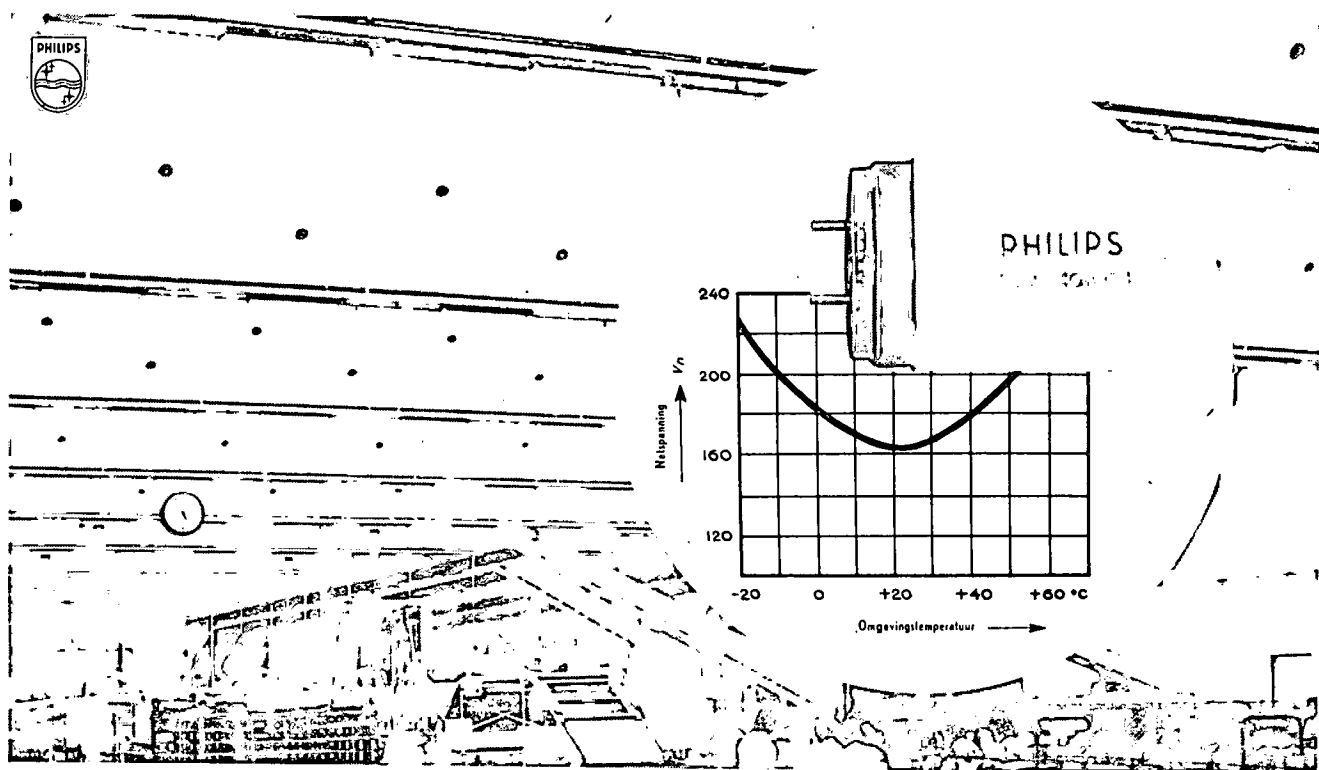 PHILIPS
PHILIPS
240
200
160
120
Netspanning Vn
-20 0 +20 +40 +60 °C
Omgevingstemperatuur